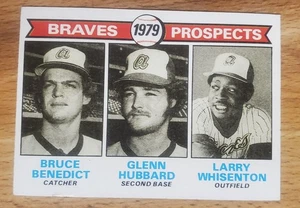 BRAVES 1979 PROSPECTS
BRUCE BENEDICT
CATCHER
GLENN HUBBARD
SECOND BASE
LARRY WHISENTON
OUTFIELD